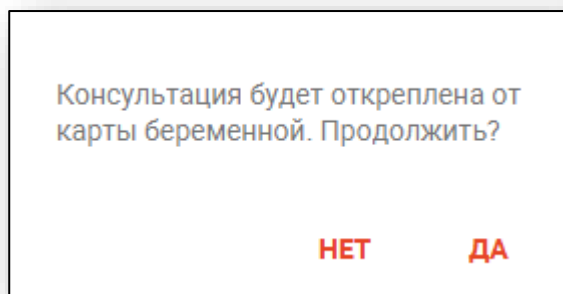 Консультация будет откреплена от
карты беременной. Продолжить?
НЕТ ДА